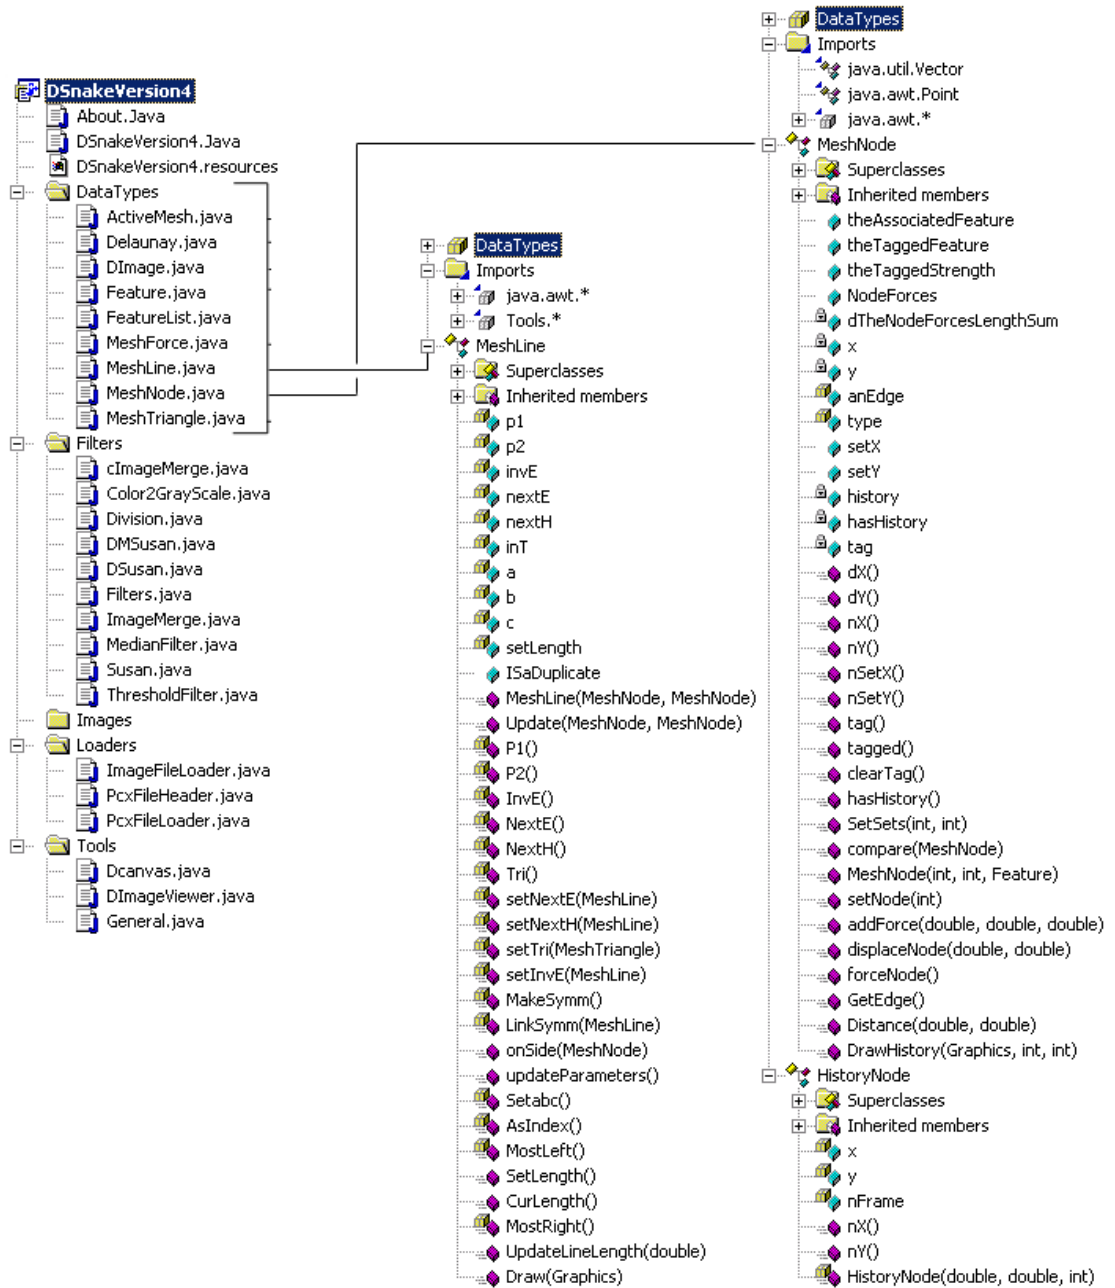 DSnakeVersion4
About.Java
DSnakeVersion4.Java
DSnakeVersion4.resources
DataTypes
ActiveMesh.java
Delaunay.java
DImage.java
Feature.java
FeatureList.java
MeshForce.java
MeshLine.java
MeshNode.java
MeshTriangle.java
Filters
cImageMerge.java
Color2GrayScale.java
Division.java
DMSusan.java
DSusan.java
Filters.java
ImageMerge.java
MedianFilter.java
Susan.java
ThresholdFilter.java
Images
Loaders
ImageFileLoader.java
PcxFileHeader.java
PcxFileLoader.java
Tools
Dcanvas.java
DImageViewer.java
General.java
DataTypes
Imports
java.awt.*
Tools.*
MeshLine
Superclasses
Inherited members
p1
p2
invE
nextE
nextH
inT
a
b
c
setLength
ISaDuplicate
MeshLine(MeshNode, MeshNode)
Update(MeshNode, MeshNode)
P1()
P2()
InvE()
NextE()
NextH()
Tri()
setNextE(MeshLine)
setNextH(MeshLine)
setTri(MeshTriangle)
setInvE(MeshLine)
MakeSymm()
LinkSymm(MeshLine)
onSide(MeshNode)
updateParameters()
Setabc()
AsIndex()
MostLeft()
SetLength()
CurLength()
MostRight()
UpdateLineLength(double)
Draw(Graphics)
DataTypes
Imports
java.util.Vector
java.awt.Point
java.awt.*
MeshNode
Superclasses
Inherited members
theAssociatedFeature
theTaggedFeature
theTaggedStrength
NodeForces
dTheNodeForcesLengthSum
x
y
anEdge
type
setX
setY
history
hasHistory
tag
dX()
dY()
nX()
nY()
nSetX()
nSetY()
tag()
tagged()
clearTag()
hasHistory()
SetSets(int, int)
compare(MeshNode)
MeshNode(int, int, Feature)
setNode(int)
addForce(double, double, double)
displaceNode(double, double)
forceNode()
GetEdge()
Distance(double, double)
DrawHistory(Graphics, int, int)
HistoryNode
Superclasses
Inherited members
x
y
nFrame
nX()
nY()
HistoryNode(double, double, int)